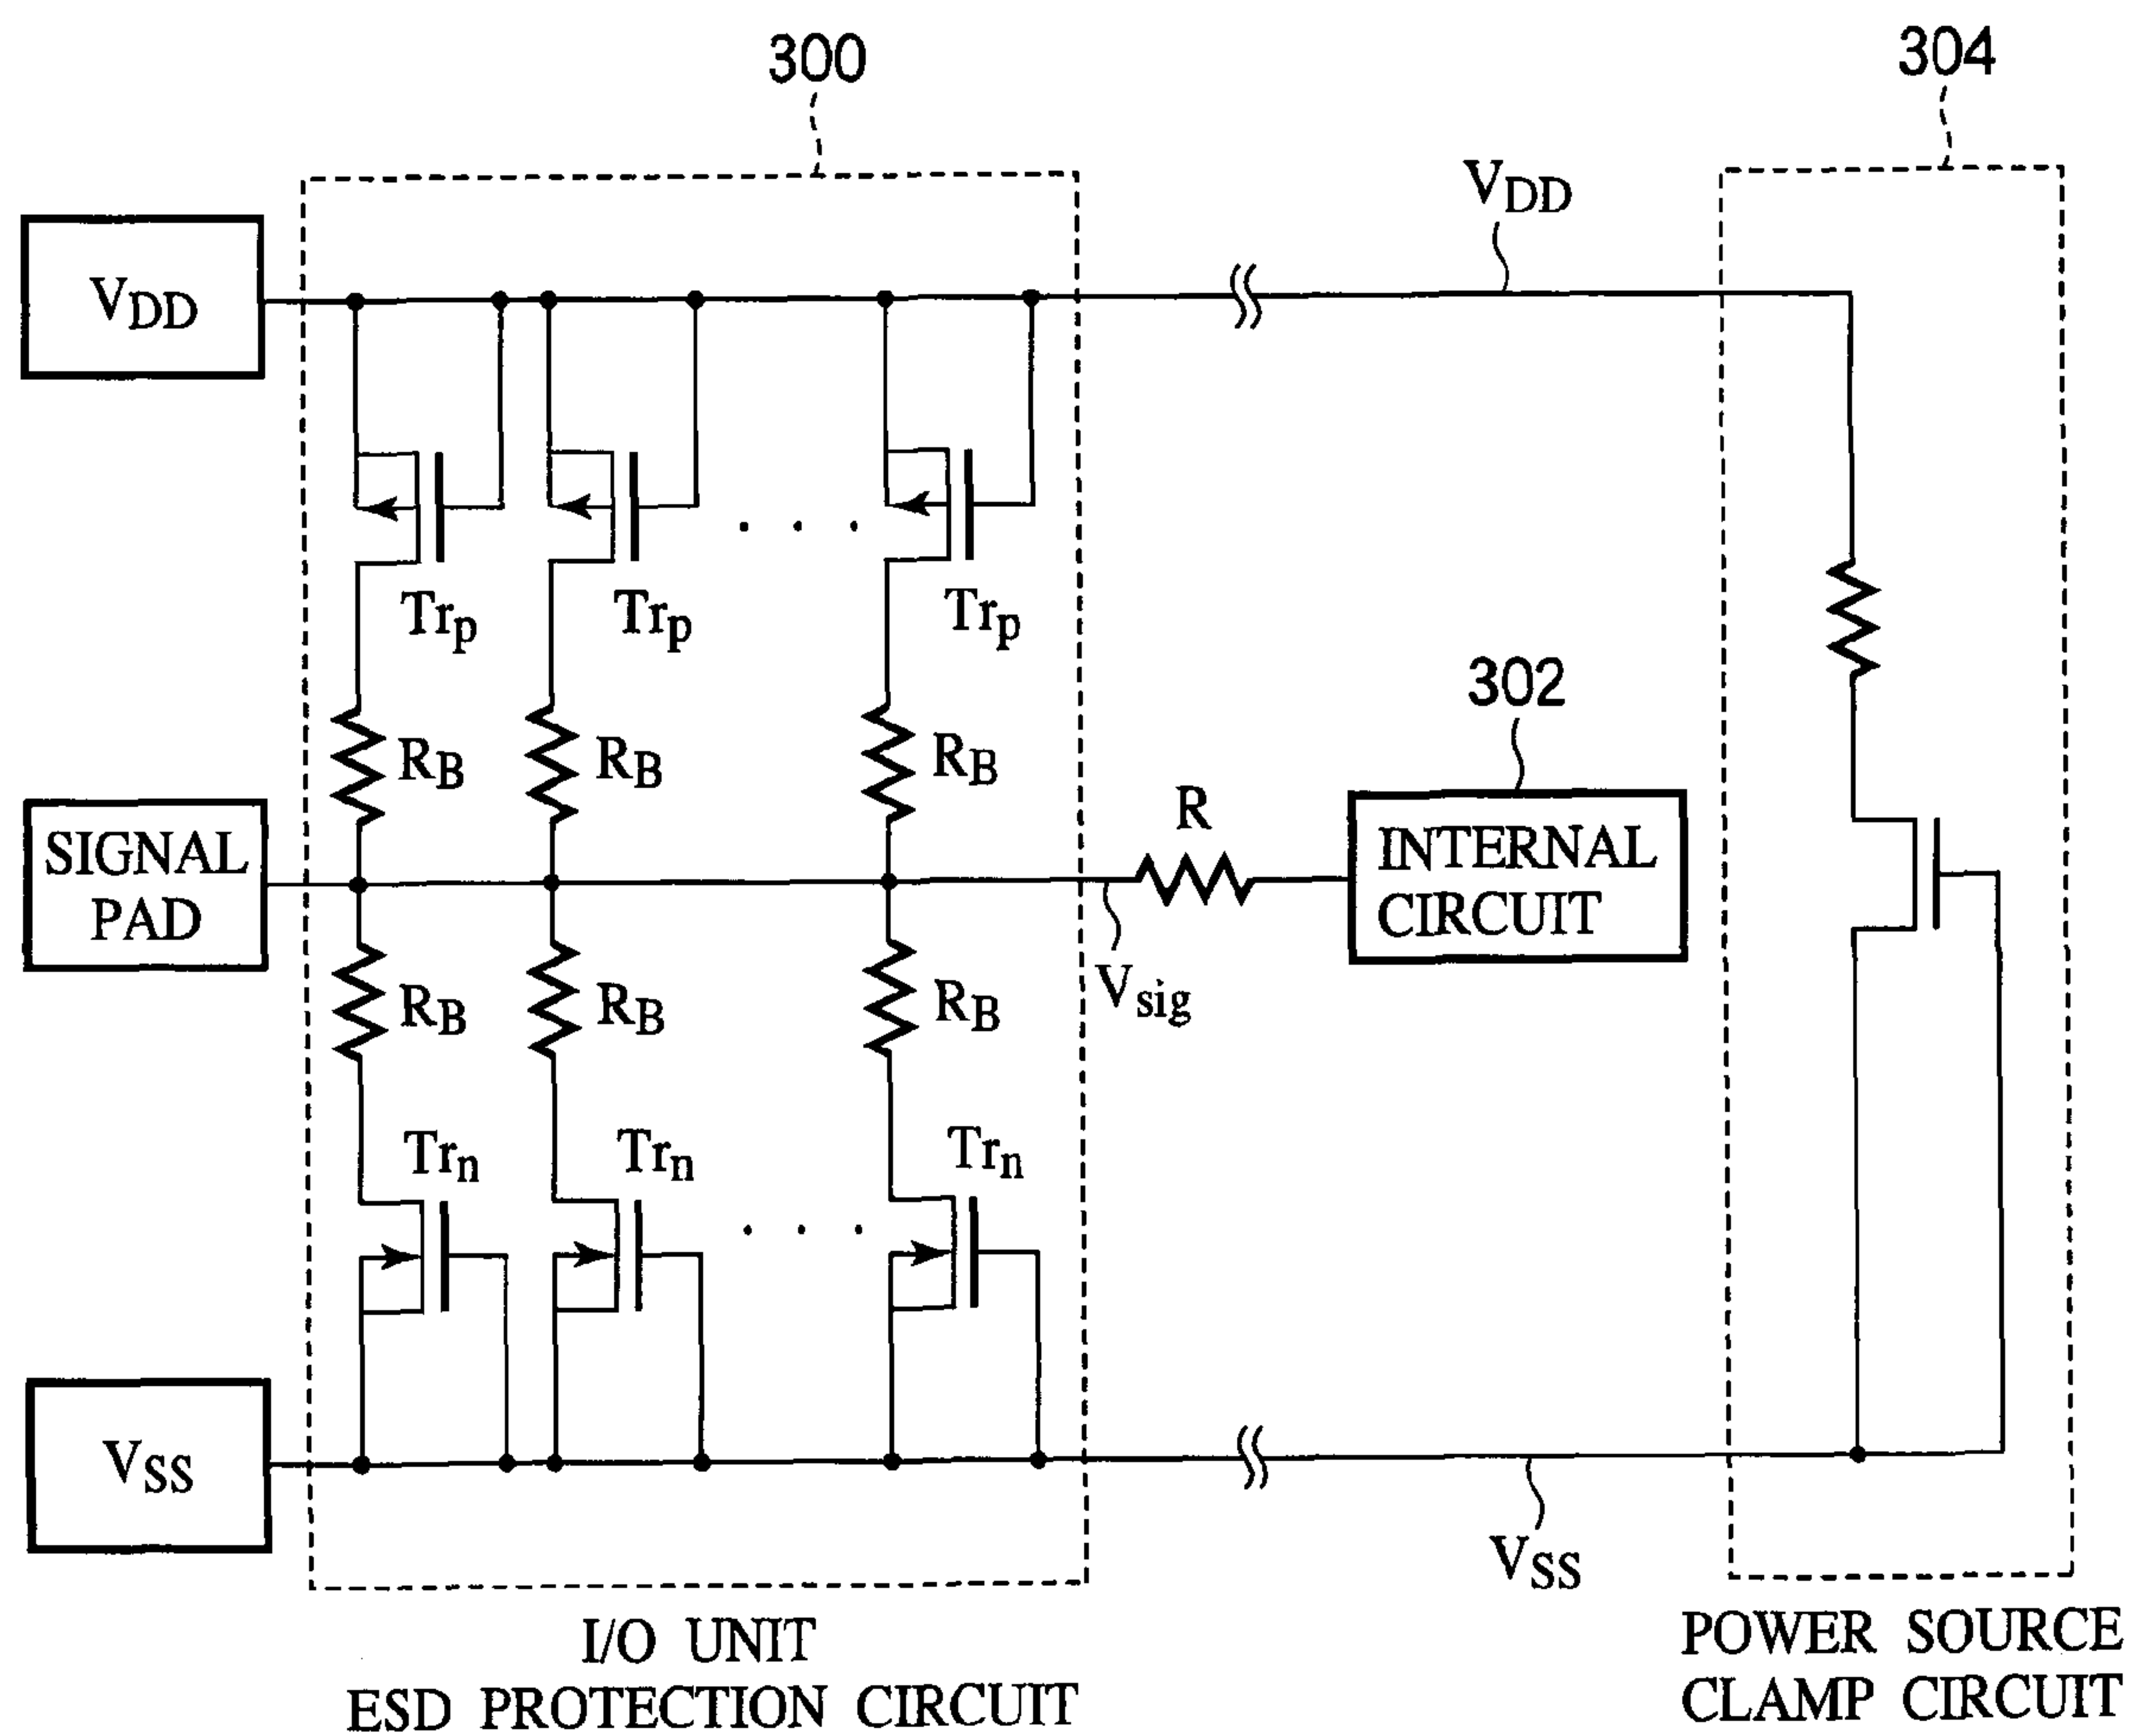 300
304
VDD
VDD
Trp
Trp
Trp
RB
RB
RB
302
R
SIGNAL
PAD
INTERNAL
CIRCUIT
Vsig
RB
RB
RB
Trn
Trn
Trn
VSS
VSS
I/O UNIT
ESD PROTECTION CIRCUIT
POWER SOURCE
CLAMP CIRCUIT